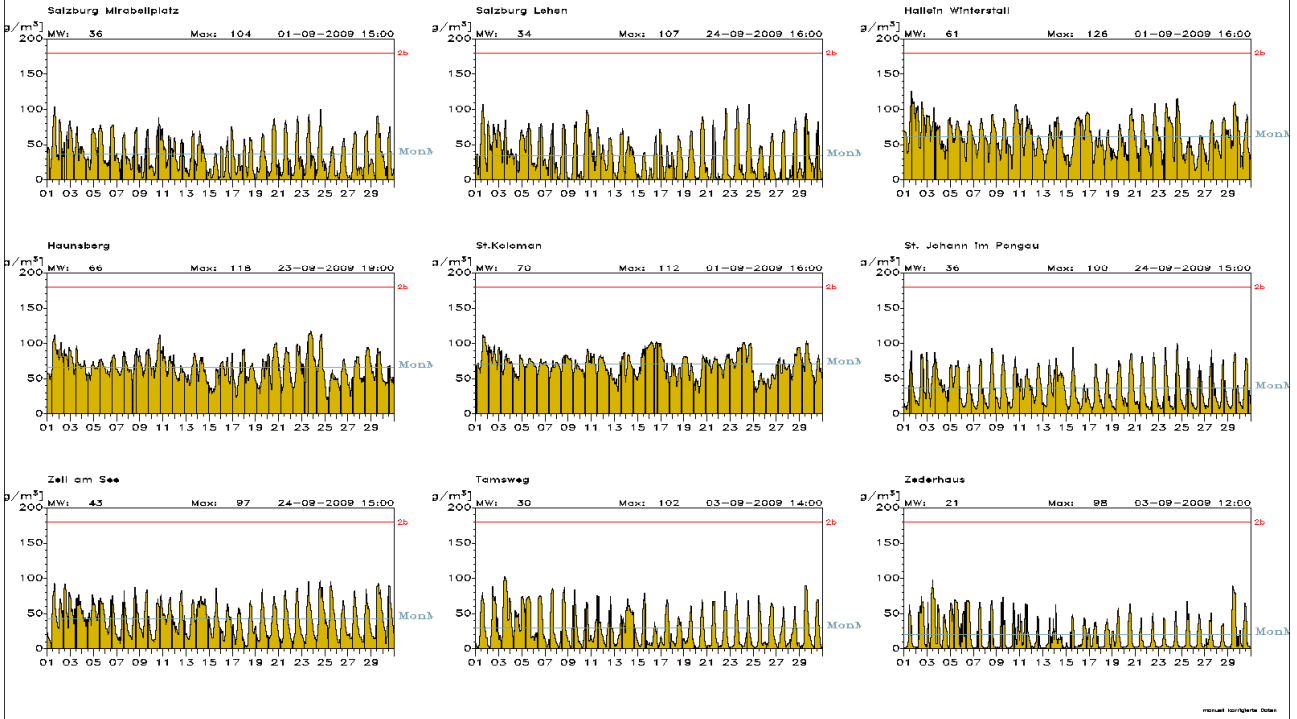 Salzburg Mirabellplatz Salzburg Lehen Hallein Winterstall
g/m³] MW: 36 Max: 104 01-09-2009 15:00 g/m³] MW: 34 Max: 107 24-09-2009 16:00 g/m³] MW: 61 Max: 126 01-09-2009 16:00
200 200 200
2b 2b 2b
150 150 150
100 100 100
50 50 50
MonM MonM MonM
0 0 0
01 03 05 07 09 11 13 15 17 19 21 23 25 27 29 01 03 05 07 09 11 13 15 17 19 21 23 25 27 29 01 03 05 07 09 11 13 15 17 19 21 23 25 27 29
Haunsberg St.Koloman St. Johann im Pongau
g/m³] MW: 66 Max: 118 23-09-2009 19:00 g/m³] MW: 70 Max: 112 01-09-2009 16:00 g/m³] MW: 36 Max: 100 24-09-2009 15:00
200 200 200
2b 2b 2b
150 150 150
100 100 100
50 50 50
MonM MonM MonM
0 0 0
01 03 05 07 09 11 13 15 17 19 21 23 25 27 29 01 03 05 07 09 11 13 15 17 19 21 23 25 27 29 01 03 05 07 09 11 13 15 17 19 21 23 25 27 29
Zell am See Tamsweg Zederhaus
g/m³] MW: 43 Max: 97 24-09-2009 15:00 g/m³] MW: 30 Max: 102 03-09-2009 14:00 g/m³] MW: 21 Max: 98 03-09-2009 12:00
200 200 200
2b 2b 2b
150 150 150
100 100 100
50 50 50
MonM MonM MonM
0 0 0
01 03 05 07 09 11 13 15 17 19 21 23 25 27 29 01 03 05 07 09 11 13 15 17 19 21 23 25 27 29 01 03 05 07 09 11 13 15 17 19 21 23 25 27 29
manuell korrigierte Daten